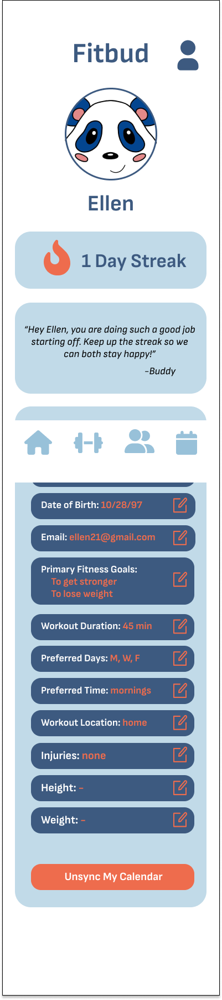 Fitbud
Ellen
1 Day Streak
“Hey Ellen, you are doing such a good job
starting off. Keep up the streak so we
can both stay happy!”
-Buddy
Date of Birth: 10/28/97
Email: ellen21@gmail.com
Primary Fitness Goals:
To get stronger
To lose weight
Workout Duration: 45 min
Preferred Days: M, W, F
Preferred Time: mornings
Workout Location: home
Injuries: none
Height: -
Weight: -
Unsync My Calendar